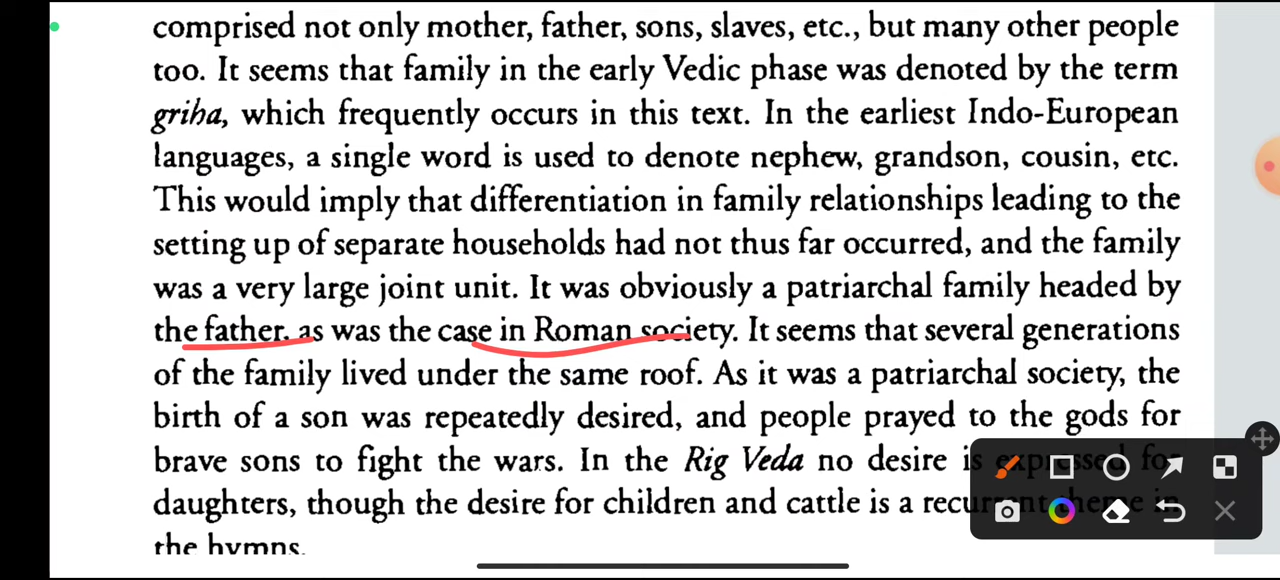 comprised not only mother, father, sons, slaves, etc., but many other people
too. It seems that family in the early Vedic phase was denoted by the term
griha, which frequently occurs in this text. In the earliest Indo-European
languages, a single word is used to denote nephew, grandson, cousin, etc.
This would imply that differentiation in family relationships leading to the
setting up of separate households had not thus far occurred, and the family
was a very large joint unit. It was obviously a patriarchal family headed by
the father, as was the case in Roman society. It seems that several generations
of the family lived under the same roof. As it was a patriarchal society, the
birth of a son was repeatedly desired, and people prayed to the gods for
brave sons to fight the wars. In the Rig Veda no desire is expressed for
daughters, though the desire for children and cattle is a recurrent theme in
the hymns.